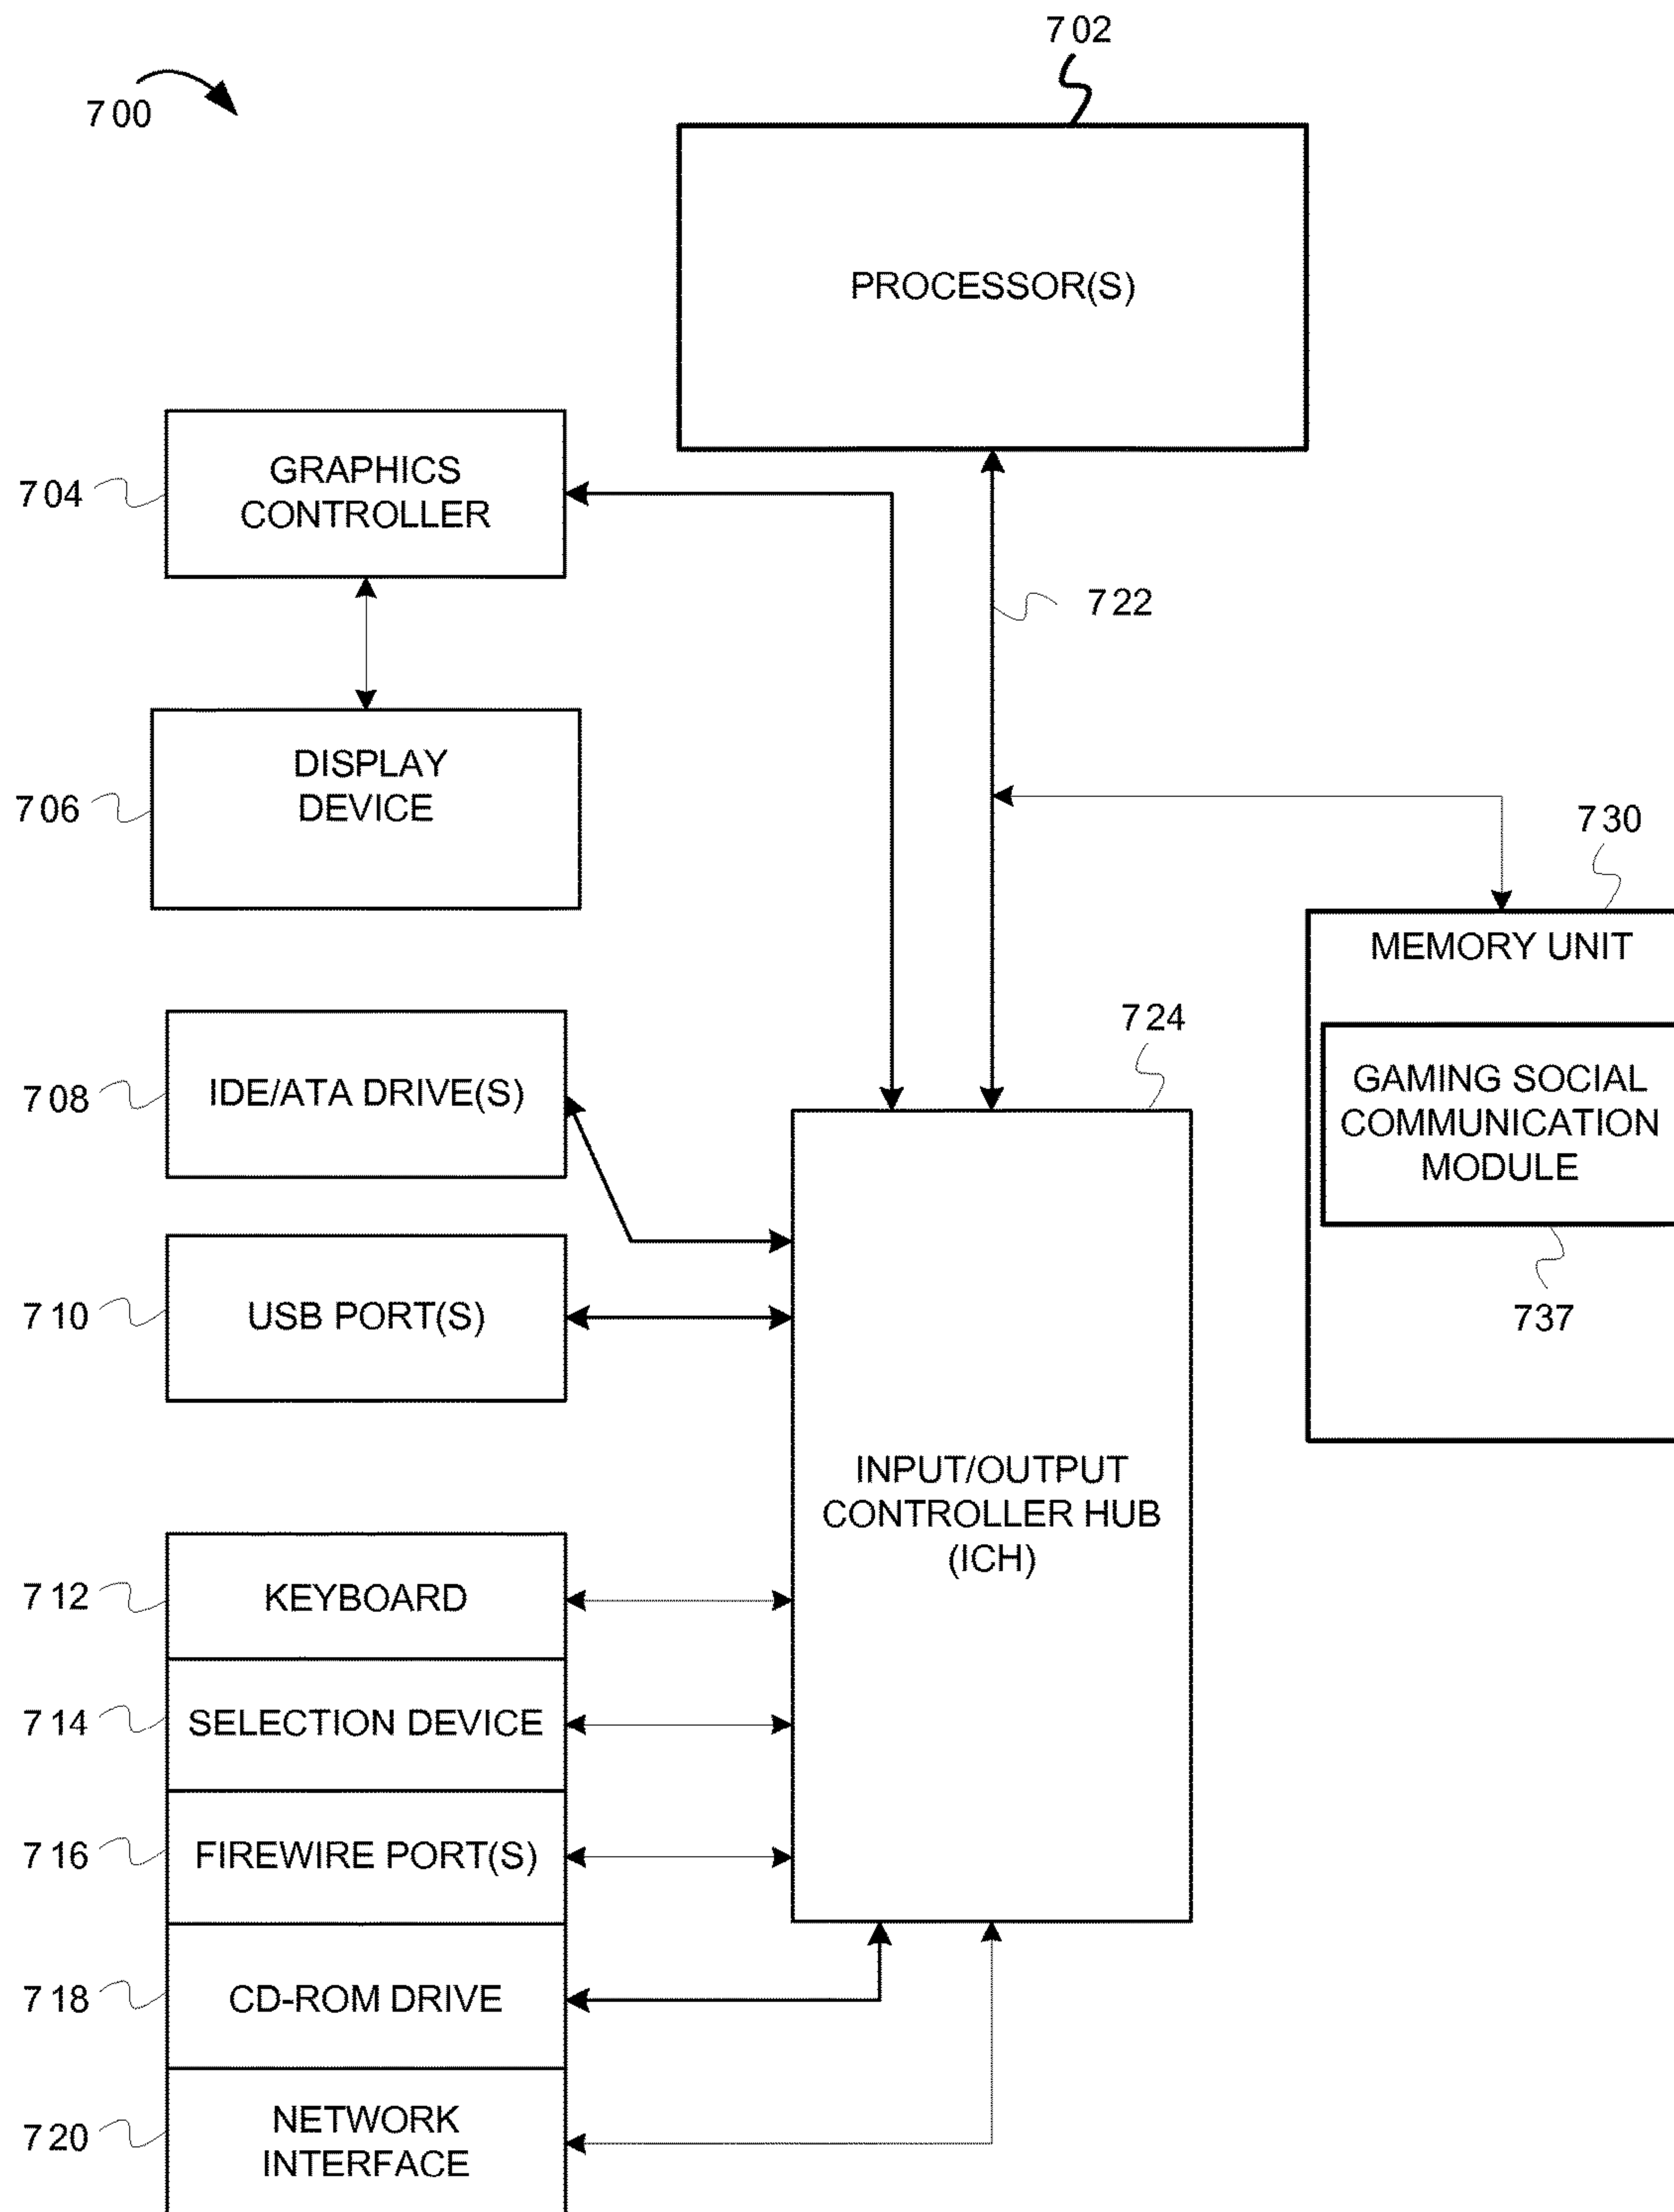 702
700
PROCESSOR(S)
GRAPHICS
CONTROLLER
704
722
DISPLAY
DEVICE
706
730
MEMORY UNIT
724
GAMING SOCIAL
COMMUNICATION
MODULE
737
708
IDE/ATA DRIVE(S)
710
USB PORT(S)
INPUT/OUTPUT
CONTROLLER HUB
(ICH)
712
KEYBOARD
714
SELECTION DEVICE
716
FIREWIRE PORT(S)
718
CD-ROM DRIVE
720
NETWORK
INTERFACE